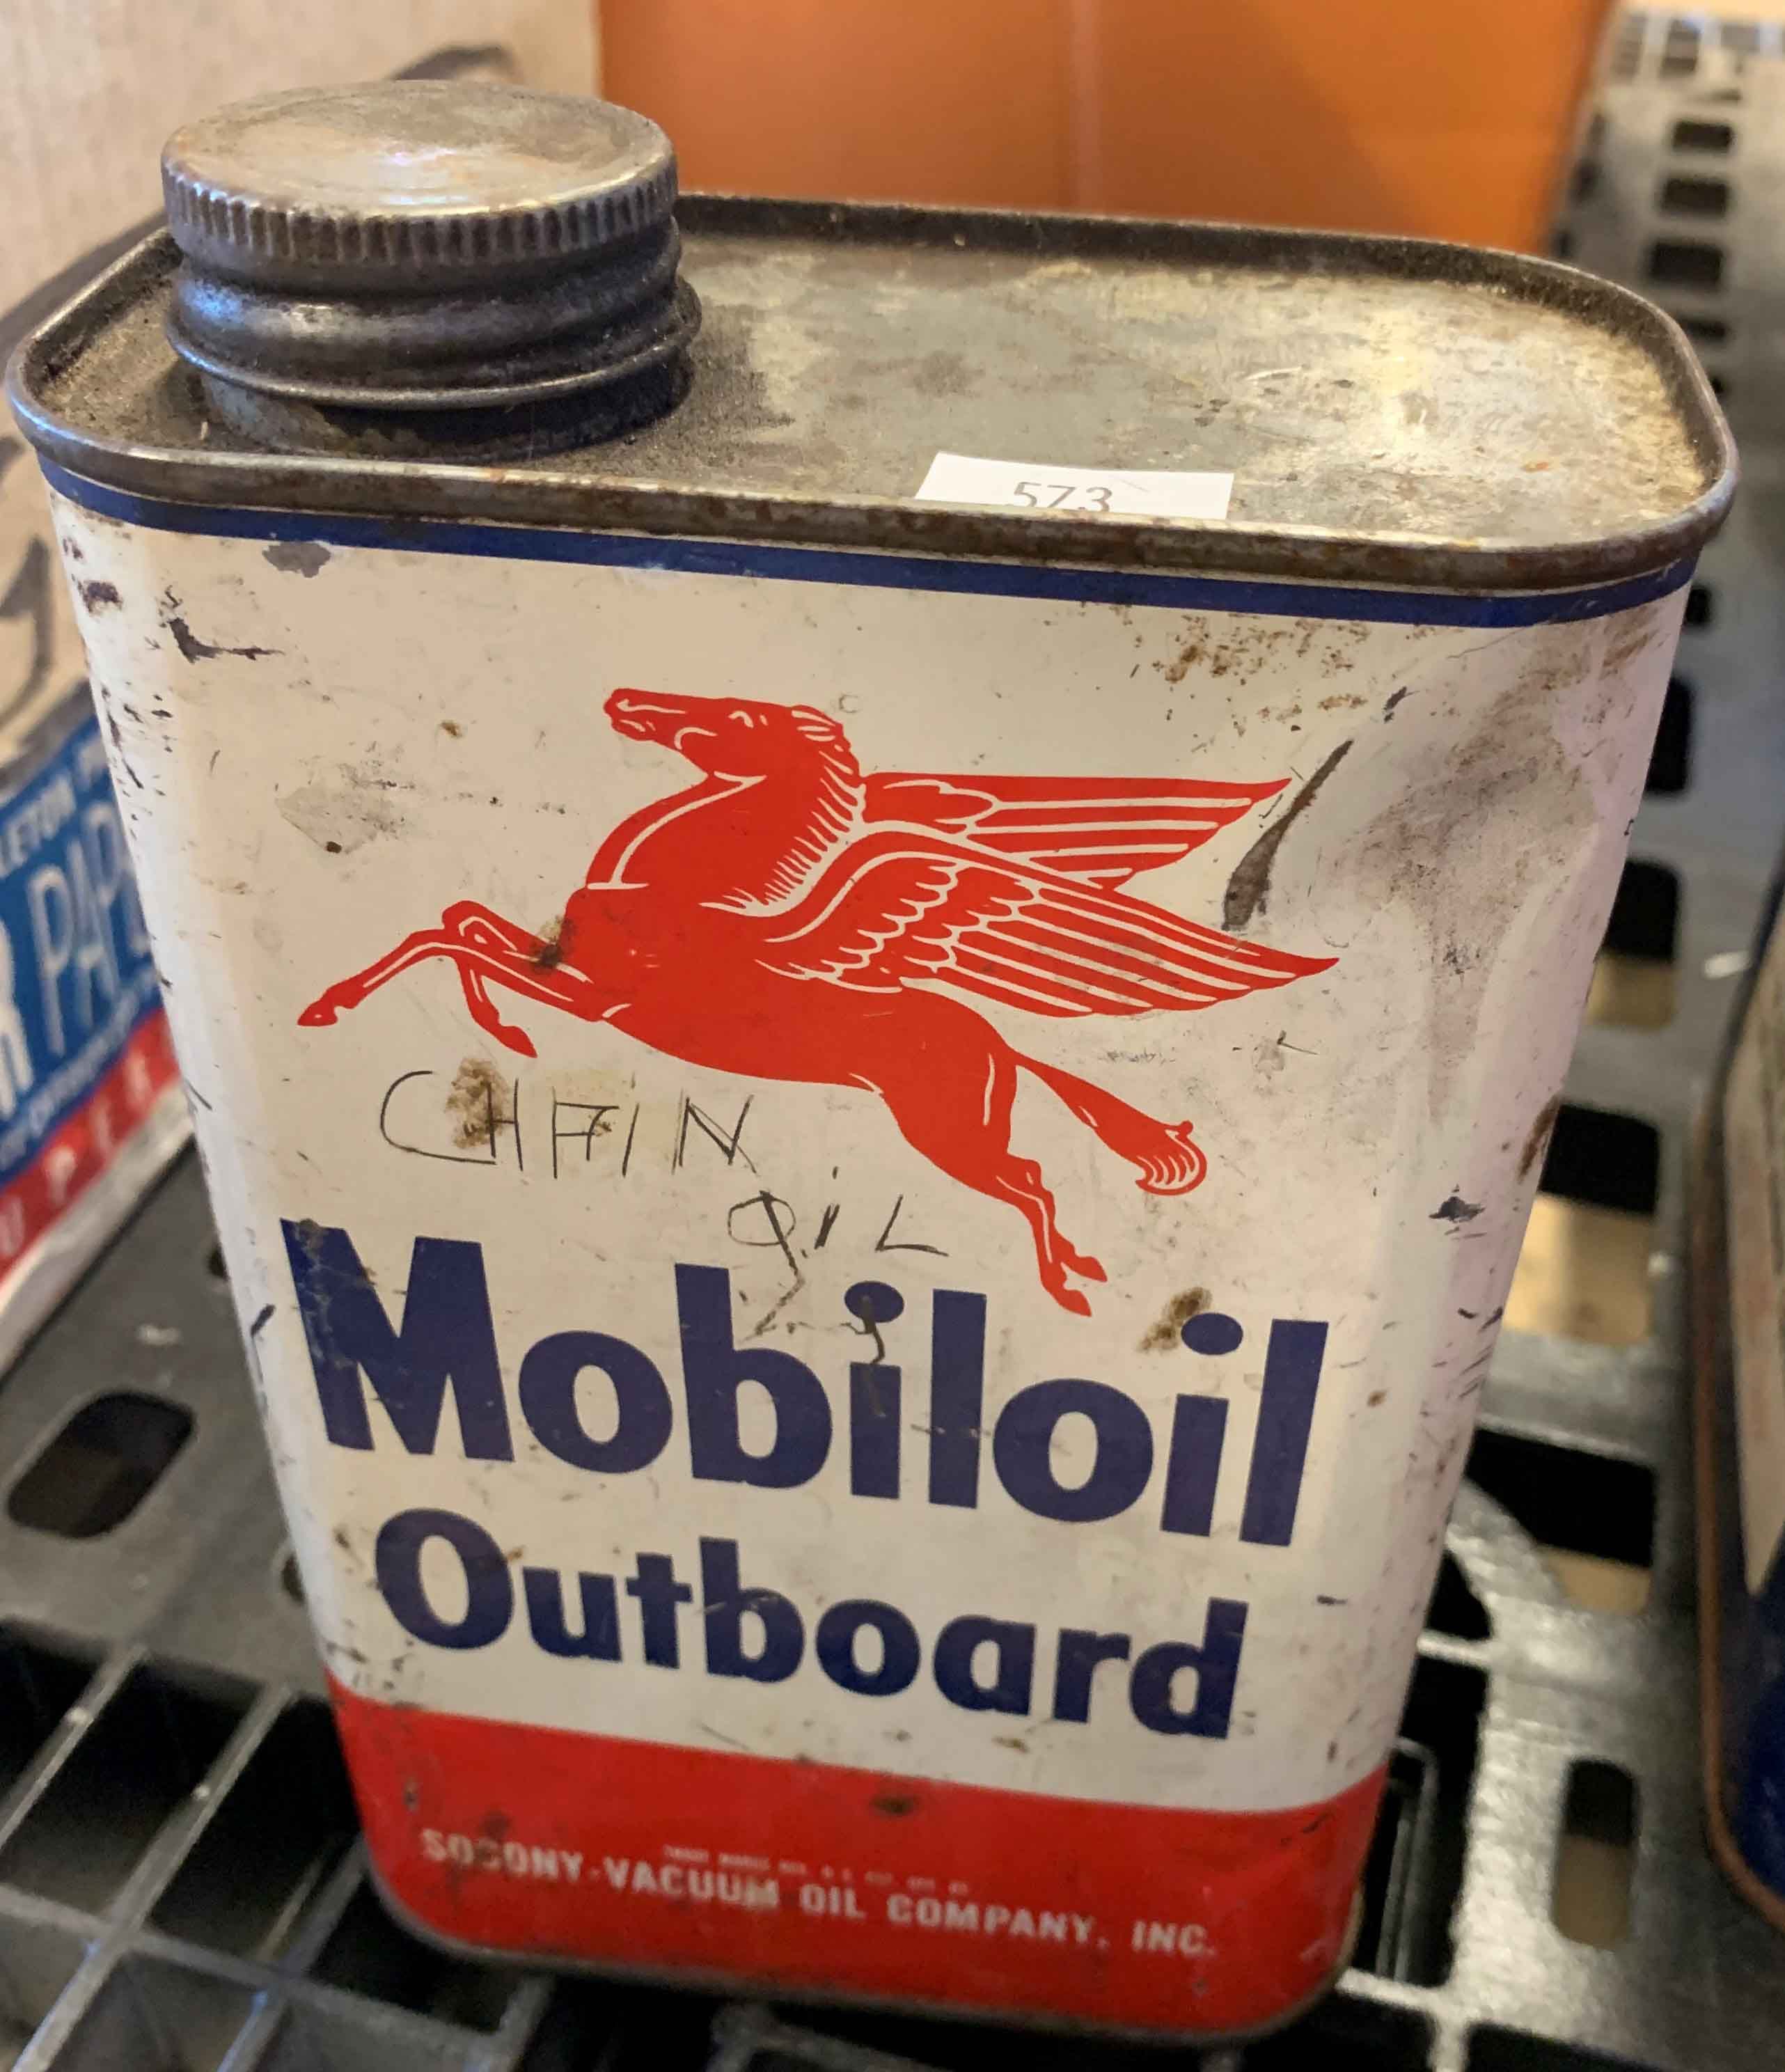 573
CHAIN
OIL
Mobiloil
Outboard
SOCONY-VACUUM OIL COMPANY, INC.